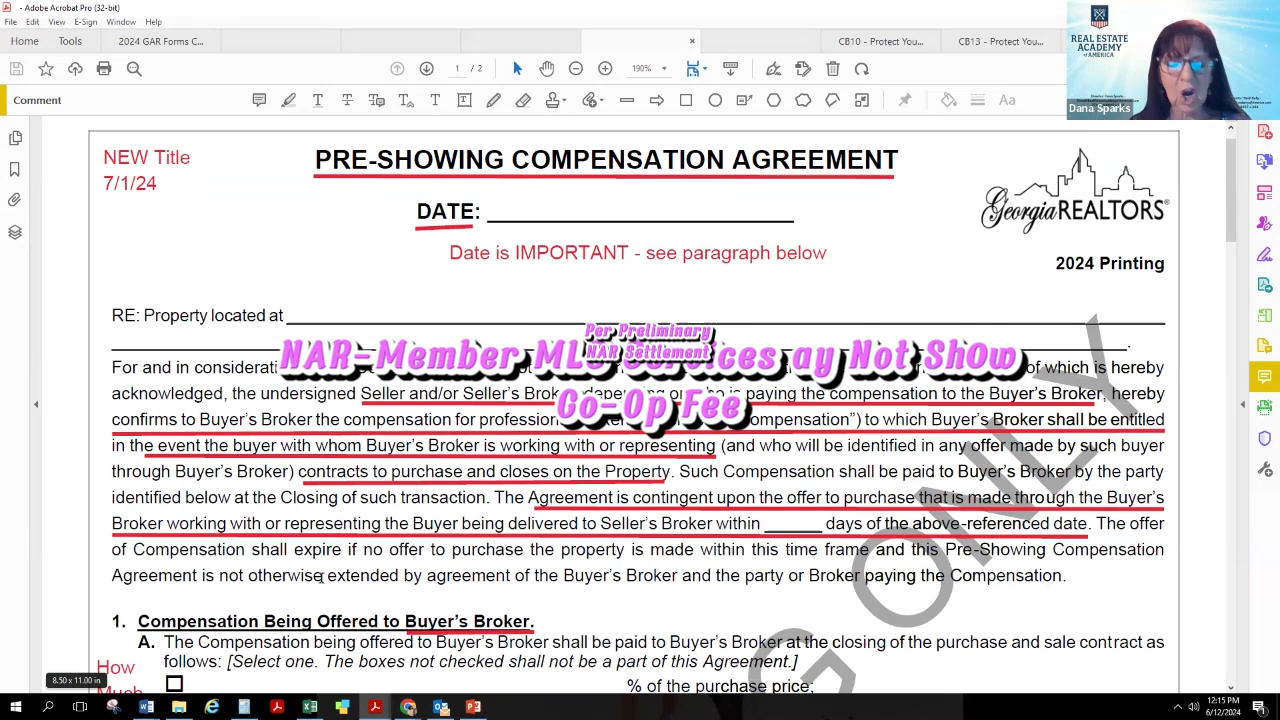 - Adobe Acrobat Pro (32-bit)
File Edit View E-Sign Window Help
Home Tools 2024 GAR Forms C... × CB10 - Protect You... CB13 - Protect You...
1 / 2 190%
Comment
Aa
REAL ESTATE
ACADEMY
OF AMERICA
Dana Sparks
NEW Title
7/1/24
PRE-SHOWING COMPENSATION AGREEMENT
DATE:
Georgia REALTORS®
Date is IMPORTANT - see paragraph below
2024 Printing
RE: Property located at
Per Preliminary
NAR Settlement
NAR-Member MLS ces ay Not Show
Co-Op Fee
For and in considerati of which is hereby
acknowledged, the undersigned Seller and/or Seller's Brok paying the compensation to the Buyer's Broker, hereby
confirms to Buyer's Broker the compensation for profession ompensation") to which Buyer's Broker shall be entitled
in the event the buyer with whom Buyer's Broker is working with or representing (and who will be identified in any offer made by such buyer
through Buyer's Broker) contracts to purchase and closes on the Property. Such Compensation shall be paid to Buyer's Broker by the party
identified below at the Closing of such transaction. The Agreement is contingent upon the offer to purchase that is made through the Buyer's
Broker working with or representing the Buyer being delivered to Seller's Broker within ______ days of the above-referenced date. The offer
of Compensation shall expire if no offer to purchase the property is made within this time frame and this Pre-Showing Compensation
Agreement is not otherwise extended by agreement of the Buyer's Broker and the party or Broker paying the Compensation.
1. Compensation Being Offered to Buyer's Broker.
A. The Compensation being offered to Buyer's Broker shall be paid to Buyer's Broker at the closing of the purchase and sale contract as
follows: [Select one. The boxes not checked shall not be a part of this Agreement.]
How
Much
% of the purchase price;
G ONLY
8.50 x 11.00 in
12:15 PM
6/12/2024